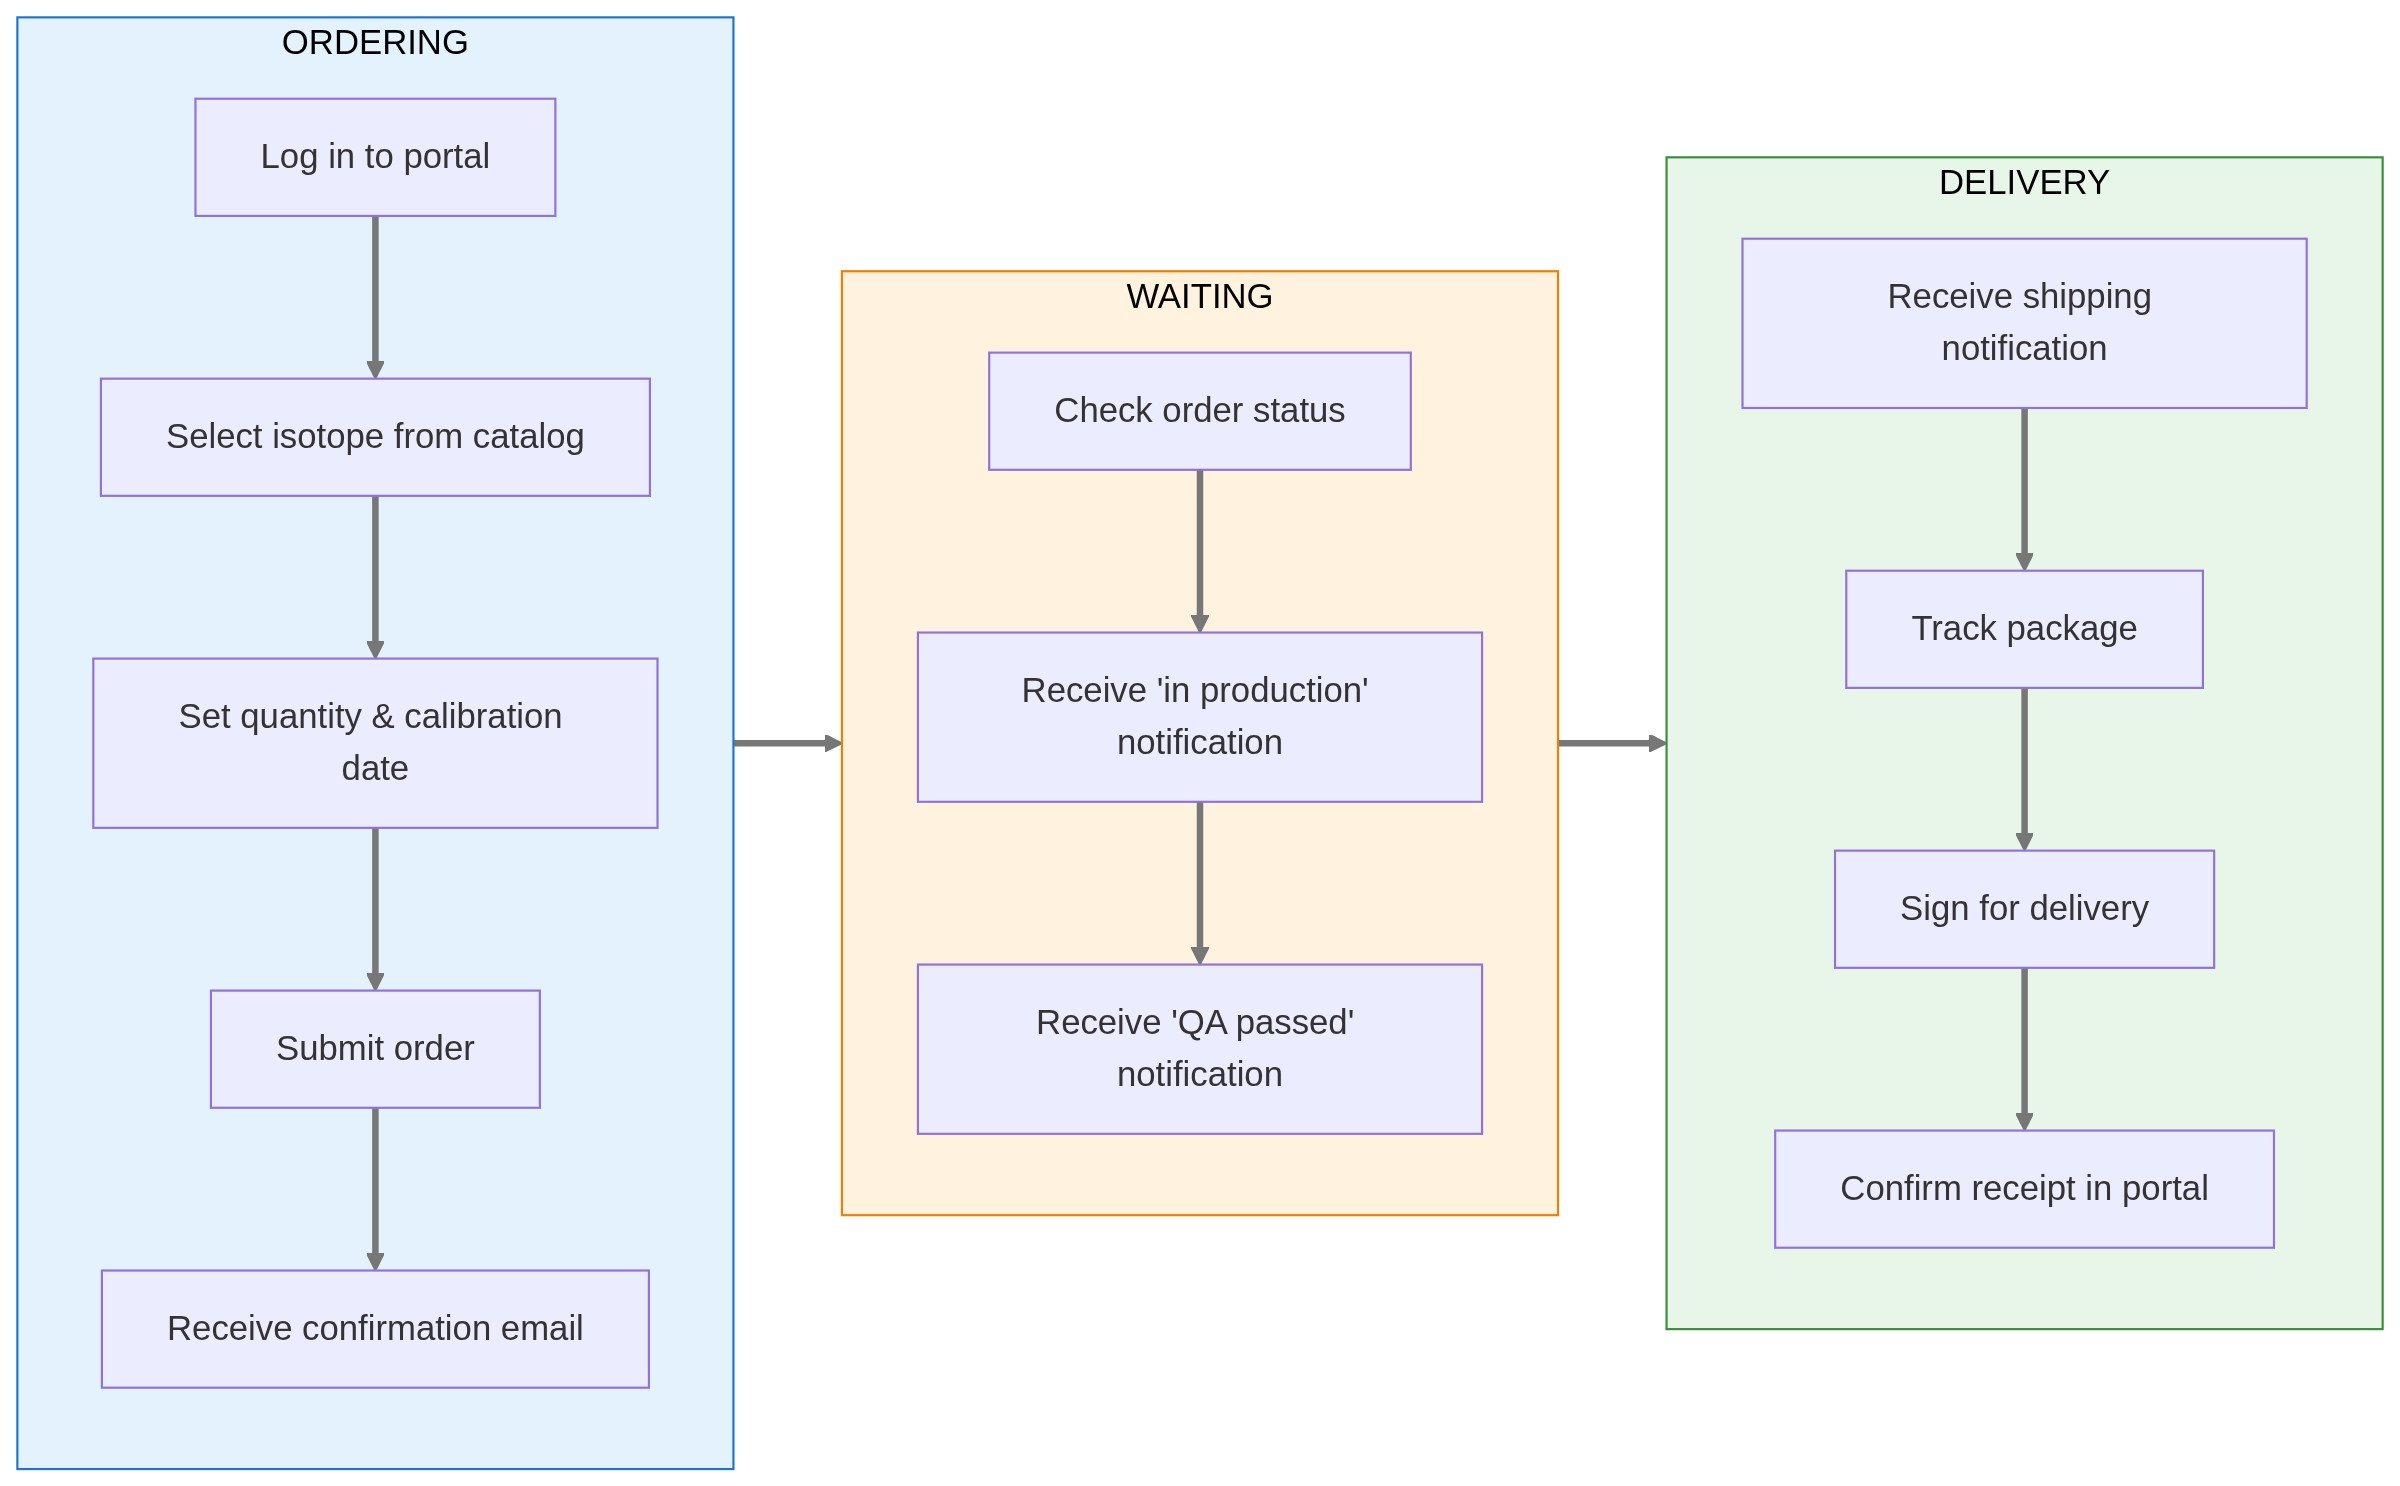 ORDERING
Log in to portal
Select isotope from catalog
Set quantity & calibration
date
Submit order
Receive confirmation email
WAITING
Check order status
Receive 'in production'
notification
Receive 'QA passed'
notification
DELIVERY
Receive shipping
notification
Track package
Sign for delivery
Confirm receipt in portal